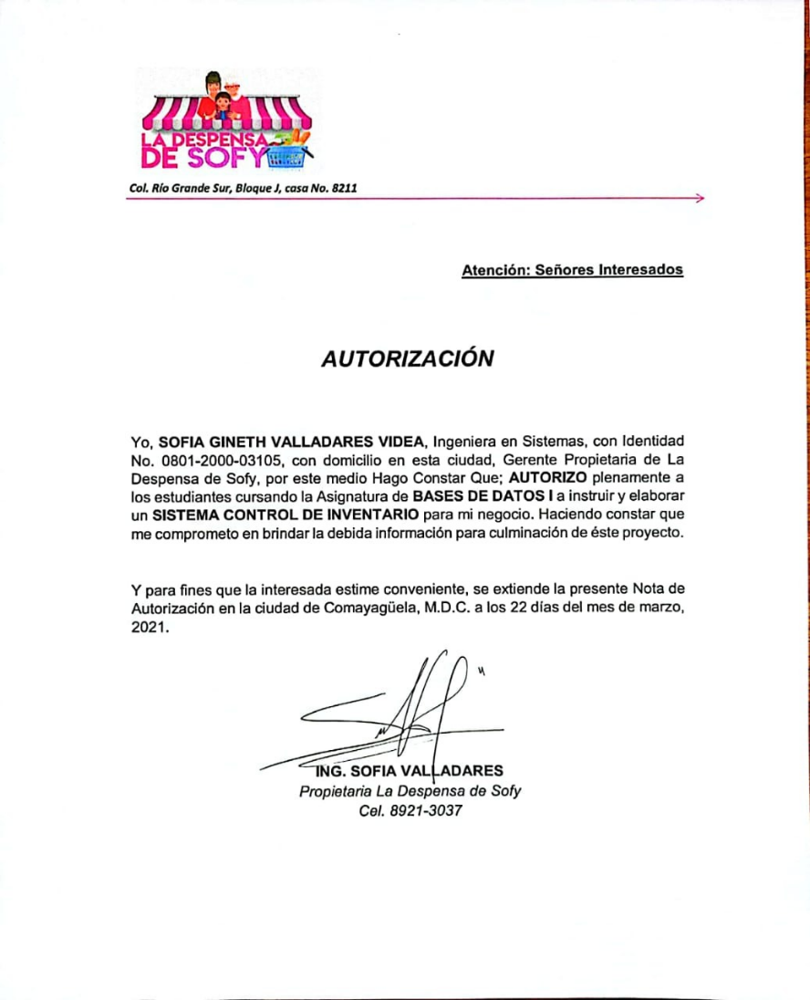 LA DESPENSA
DE SOFY
Col. Río Grande Sur, Bloque J, casa No. 8211
Atención: Señores Interesados
AUTORIZACIÓN
Yo, SOFIA GINETH VALLADARES VIDEA, Ingeniera en Sistemas, con Identidad
No. 0801-2000-03105, con domicilio en esta ciudad, Gerente Propietaria de La
Despensa de Sofy, por este medio Hago Constar Que; AUTORIZO plenamente a
los estudiantes cursando la Asignatura de BASES DE DATOS I a instruir y elaborar
un SISTEMA CONTROL DE INVENTARIO para mi negocio. Haciendo constar que
me comprometo en brindar la debida información para culminación de éste proyecto.
Y para fines que la interesada estime conveniente, se extiende la presente Nota de
Autorización en la ciudad de Comayagüela, M.D.C. a los 22 días del mes de marzo,
2021.
ING. SOFIA VALLADARES
Propietaria La Despensa de Sofy
Cel. 8921-3037